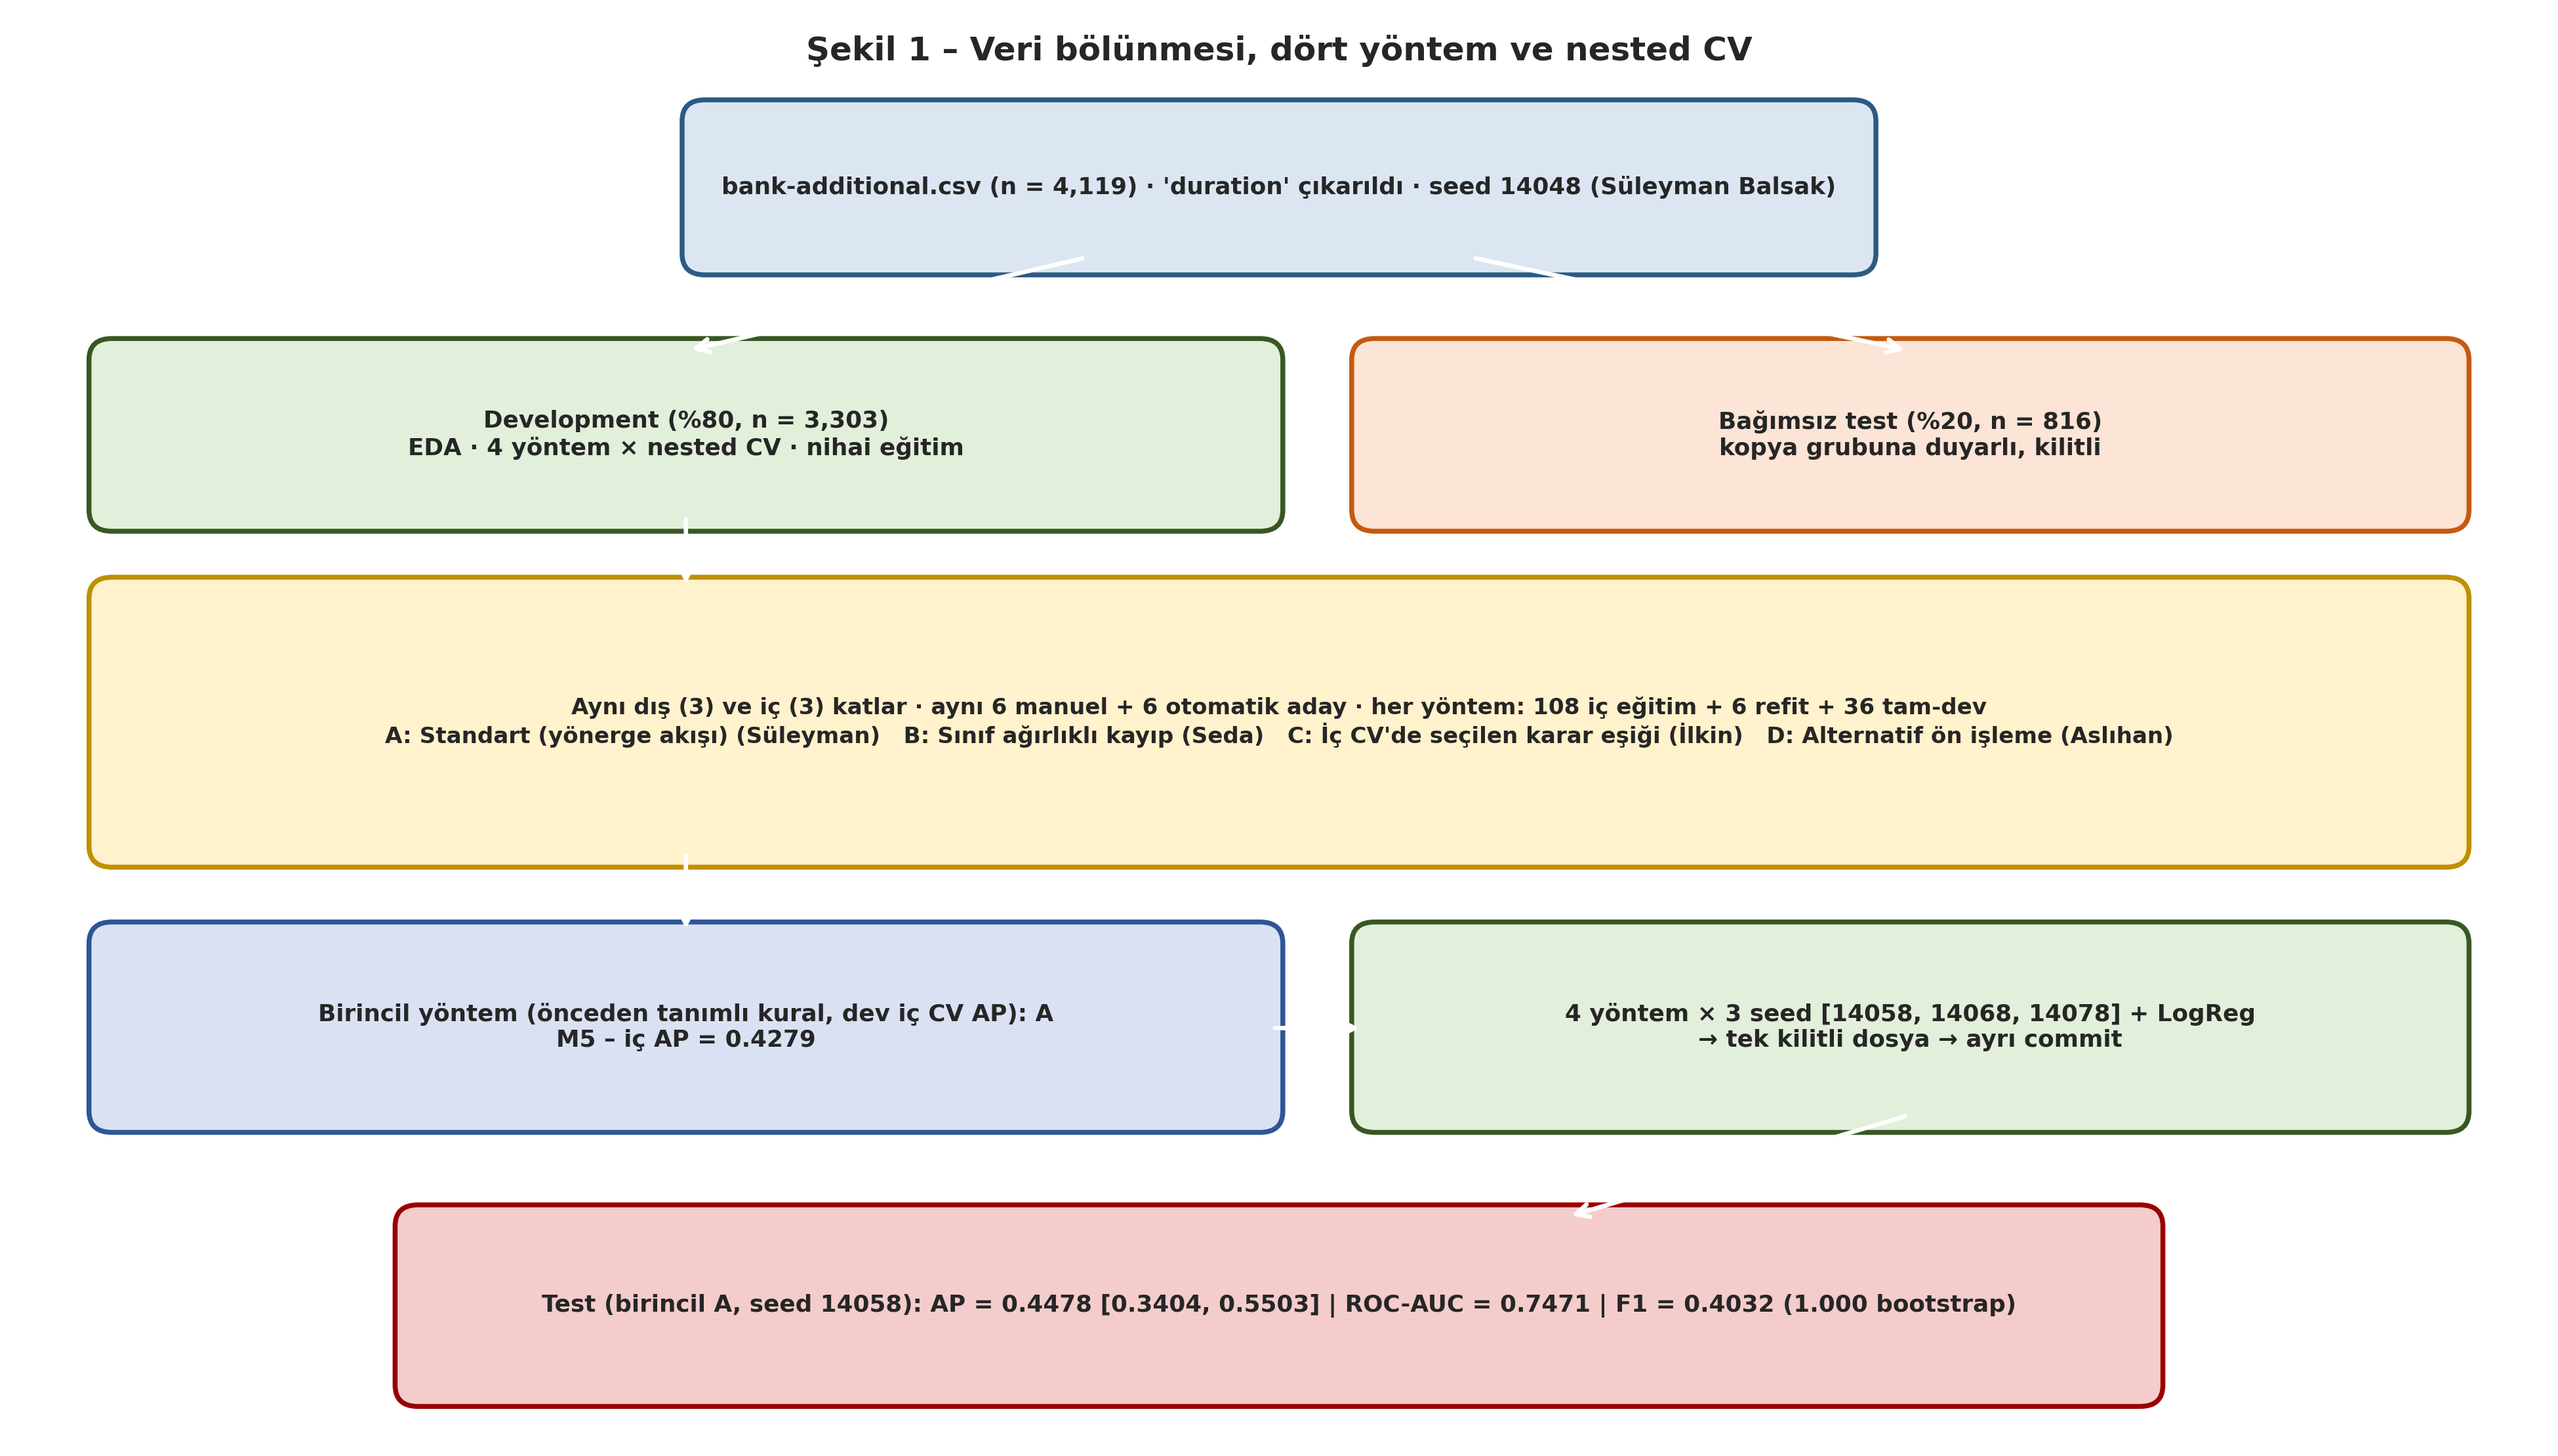 Şekil 1 – Veri bölünmesi, dört yöntem ve nested CV
bank-additional.csv (n = 4,119) · 'duration' çıkarıldı · seed 14048 (Süleyman Balsak)
Development (%80, n = 3,303)
EDA · 4 yöntem × nested CV · nihai eğitim
Bağımsız test (%20, n = 816)
kopya grubuna duyarlı, kilitli
Aynı dış (3) ve iç (3) katlar · aynı 6 manuel + 6 otomatik aday · her yöntem: 108 iç eğitim + 6 refit + 36 tam-dev
A: Standart (yönerge akışı) (Süleyman)   B: Sınıf ağırlıklı kayıp (Seda)   C: İç CV'de seçilen karar eşiği (İlkin)   D: Alternatif ön işleme (Aslıhan)
Birincil yöntem (önceden tanımlı kural, dev iç CV AP): A
M5 – iç AP = 0.4279
4 yöntem × 3 seed [14058, 14068, 14078] + LogReg
→ tek kilitli dosya → ayrı commit
Test (birincil A, seed 14058): AP = 0.4478 [0.3404, 0.5503] | ROC-AUC = 0.7471 | F1 = 0.4032 (1.000 bootstrap)